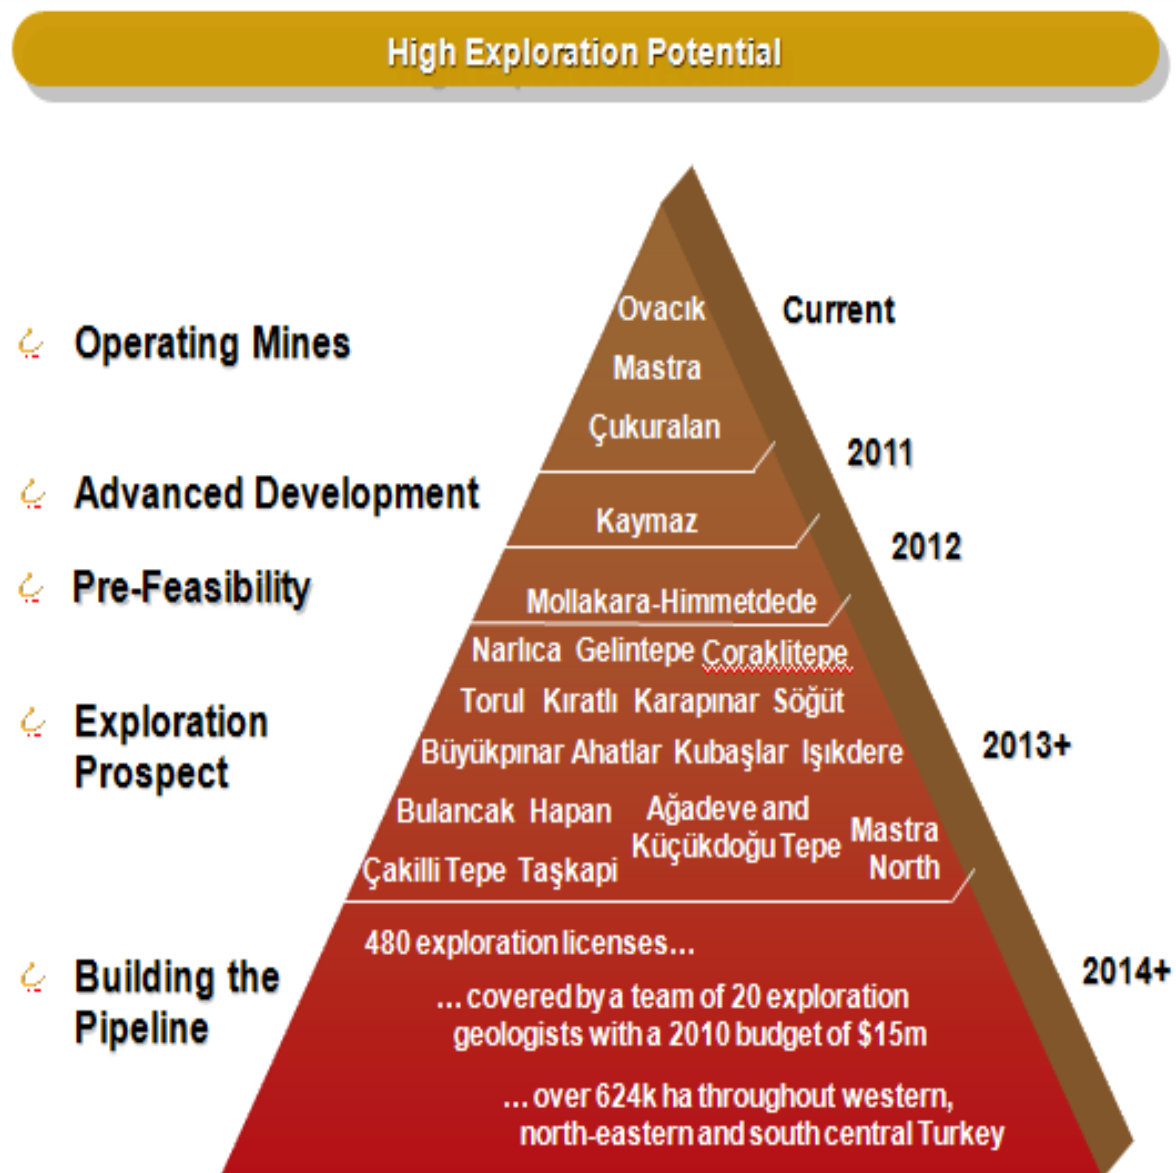 High Exploration Potential
Operating Mines
Ovacık
Mastra
Çukuralan
Current
2011
Advanced Development
Kaymaz
2012
Pre-Feasibility
Mollakara-Himmetdede
Exploration
Prospect
Narlıca Gelintepe Çoraklitepe
Torul Kıratlı Karapınar Söğüt
Büyükpınar Ahatlar Kubaşlar Işıkdere
Bulancak Hapan
Ağadeve and
Küçükdoğu Tepe
Mastra
North
Çakilli Tepe Taşkapi
2013+
Building the
Pipeline
480 exploration licenses...
... covered by a team of 20 exploration
geologists with a 2010 budget of $15m
... over 624k ha throughout western,
north-eastern and south central Turkey
2014+